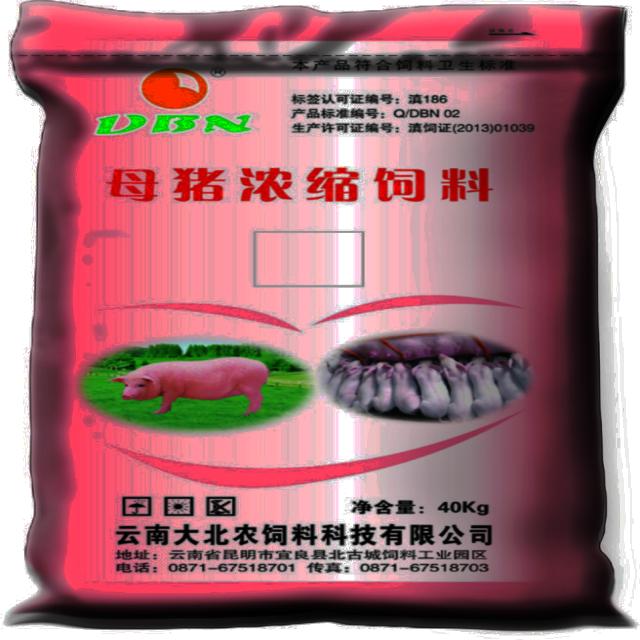 本产品符合饲料卫生标准
DBN®
标签认可证编号：滇186
产品标准编号：Q/DBN 02
生产许可证编号：滇饲证(2013)01039
母猪浓缩饲料
净含量：40Kg
云南大北农饲料科技有限公司
地址：云南省昆明市宜良县北古城饲料工业园区
电话：0871-67518701 传真：0871-67518703